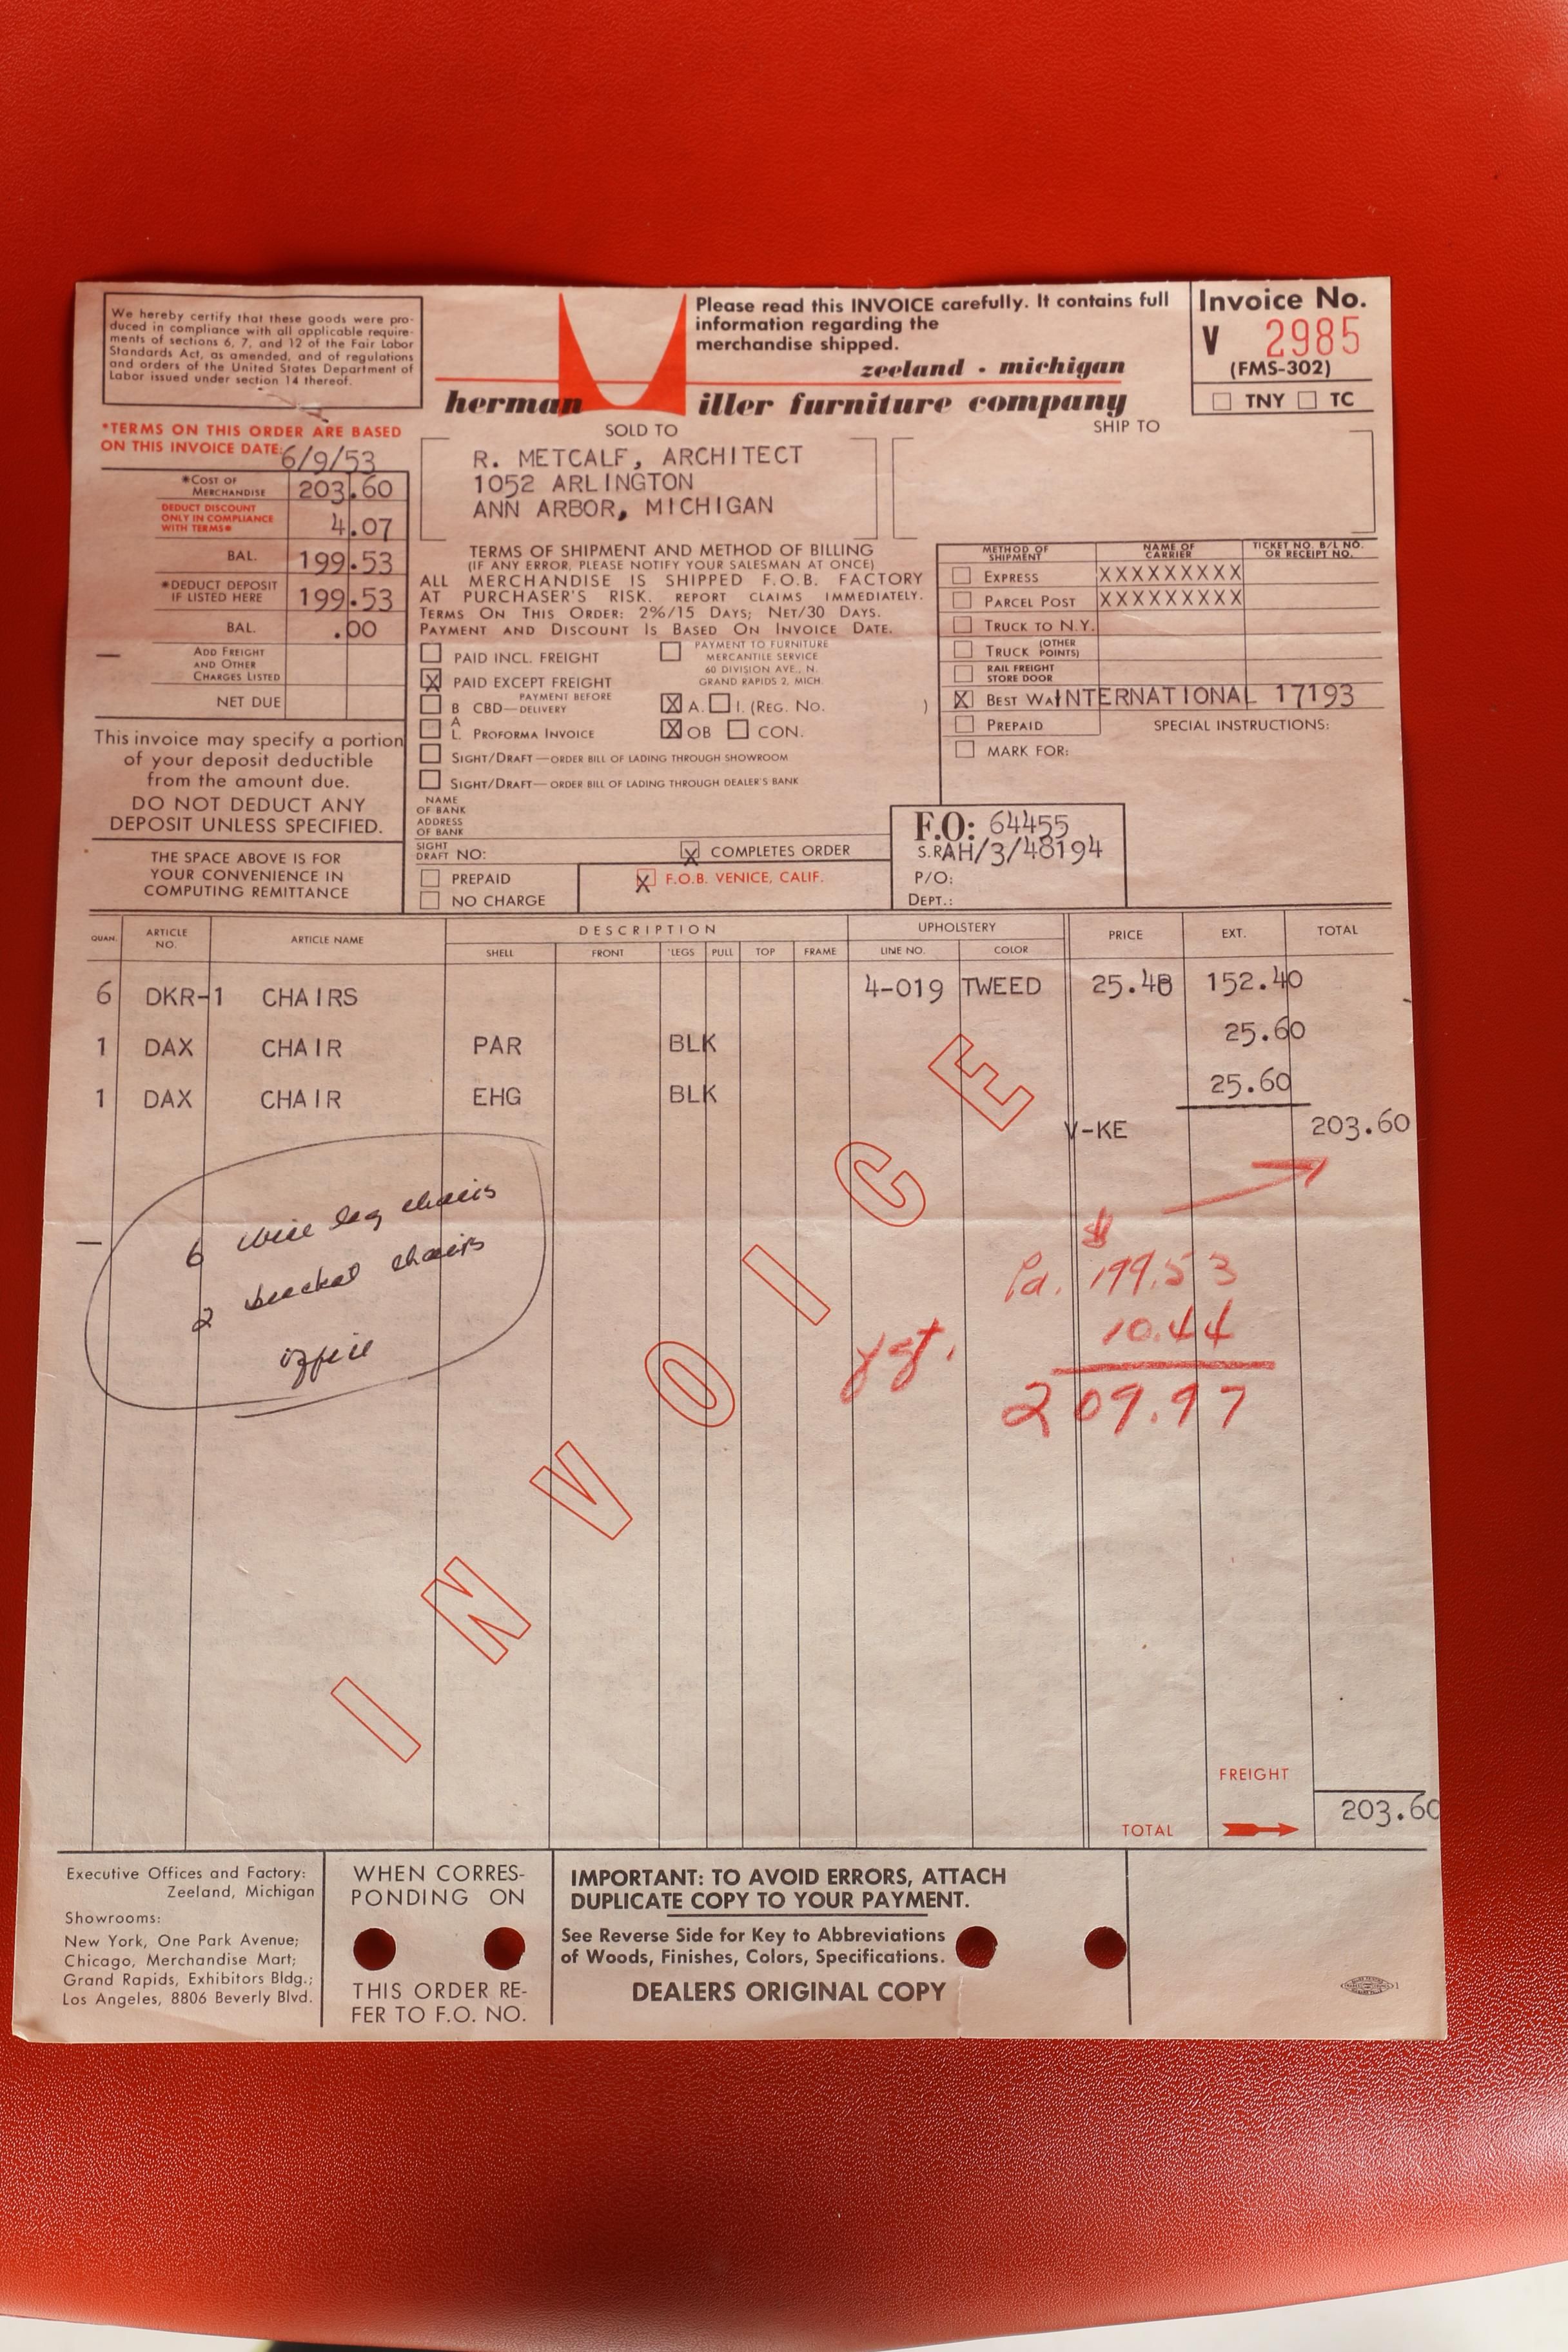 We hereby certify that these goods were pro-
duced in compliance with all applicable require-
ments of sections 6, 7, and 12 of the Fair Labor
Standards Act, as amended, and of regulations
and orders of the United States Department of
Labor issued under section 14 thereof.
Please read this INVOICE carefully. It contains full
information regarding the
merchandise shipped.
zeeland . michigan
herman iller furniture company
Invoice No.
V 2985
(FMS-302)
TNY TC
*TERMS ON THIS ORDER ARE BASED
ON THIS INVOICE DATE: 6/9/53
*COST OF
MERCHANDISE 203.60
DEDUCT DISCOUNT
ONLY IN COMPLIANCE
WITH TERMS* 4.07
BAL. 199.53
*DEDUCT DEPOSIT
IF LISTED HERE 199.53
BAL. .00
ADD FREIGHT
AND OTHER
CHARGES LISTED
NET DUE
This invoice may specify a portion
of your deposit deductible
from the amount due.
DO NOT DEDUCT ANY
DEPOSIT UNLESS SPECIFIED.
THE SPACE ABOVE IS FOR
YOUR CONVENIENCE IN
COMPUTING REMITTANCE
SOLD TO
R. METCALF, ARCHITECT
1052 ARLINGTON
ANN ARBOR, MICHIGAN
SHIP TO
TERMS OF SHIPMENT AND METHOD OF BILLING
(IF ANY ERROR, PLEASE NOTIFY YOUR SALESMAN AT ONCE)
ALL MERCHANDISE IS SHIPPED F.O.B. FACTORY
AT PURCHASER'S RISK. REPORT CLAIMS IMMEDIATELY.
TERMS ON THIS ORDER: 2%/15 DAYS; NET/30 DAYS.
PAYMENT AND DISCOUNT IS BASED ON INVOICE DATE.
PAID INCL. FREIGHT
PAYMENT TO FURNITURE
MERCANTILE SERVICE
60 DIVISION AVE., N.
GRAND RAPIDS 2, MICH.
X PAID EXCEPT FREIGHT
B CBD—PAYMENT BEFORE DELIVERY X A. I. (REG. NO. )
A
L. PROFORMA INVOICE X OB CON.
SIGHT/DRAFT—ORDER BILL OF LADING THROUGH SHOWROOM
SIGHT/DRAFT—ORDER BILL OF LADING THROUGH DEALER'S BANK
NAME
OF BANK
ADDRESS
OF BANK
SIGHT
DRAFT NO: X COMPLETES ORDER
PREPAID X F.O.B. VENICE, CALIF.
NO CHARGE
METHOD OF SHIPMENT NAME OF CARRIER TICKET NO. B/L NO. OR RECEIPT NO.
EXPRESS XXXXXXXXX
PARCEL POST XXXXXXXXX
TRUCK TO N.Y.
TRUCK (OTHER POINTS)
RAIL FREIGHT
STORE DOOR
X BEST WA INTERNATIONAL 17193
PREPAID SPECIAL INSTRUCTIONS:
MARK FOR:
F.O: 64455
S.R AH/3/48194
P/O:
DEPT.:
QUAN. ARTICLE NO. ARTICLE NAME DESCRIPTION UPHOLSTERY PRICE EXT. TOTAL
SHELL FRONT LEGS PULL TOP FRAME LINE NO. COLOR
6 DKR-1 CHAIRS 4-019 TWEED 25.40 152.40
1 DAX CHAIR PAR BLK 25.60
1 DAX CHAIR EHG BLK 25.60
V-KE 203.60
6 wire leg chairs
2 bucket chairs
office
$
Pd. 199.53
frt. 10.44
209.97
INVOICE
FREIGHT
TOTAL 203.60
Executive Offices and Factory:
Zeeland, Michigan
Showrooms:
New York, One Park Avenue;
Chicago, Merchandise Mart;
Grand Rapids, Exhibitors Bldg.;
Los Angeles, 8806 Beverly Blvd.
WHEN CORRES-
PONDING ON
THIS ORDER RE-
FER TO F.O. NO.
IMPORTANT: TO AVOID ERRORS, ATTACH
DUPLICATE COPY TO YOUR PAYMENT.
See Reverse Side for Key to Abbreviations
of Woods, Finishes, Colors, Specifications.
DEALERS ORIGINAL COPY